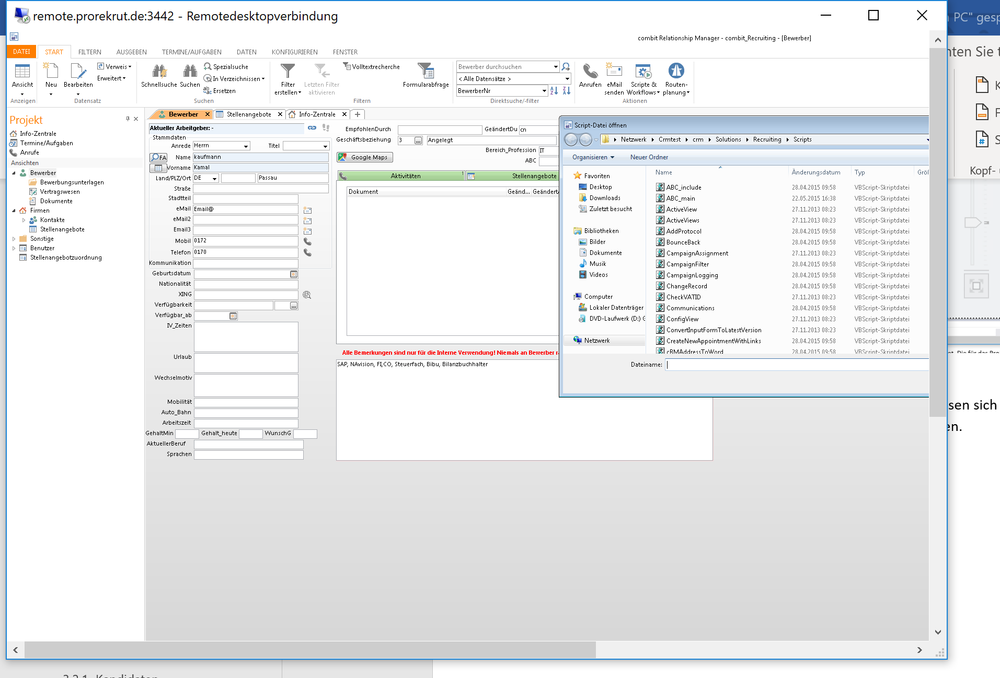 remote.prorekrut.de:3442 - Remotedesktopverbindung
PC" gesp
combit Relationship Manager - combit_Recruiting - [Bewerber]
DATEI START FILTERN AUSGEBEN TERMINE/AUFGABEN DATEN KONFIGURIEREN FENSTER
nten Sie t
Ansicht
Anzeigen
Neu
Bearbeiten
Verweis
Erweitert
Datensatz
Schnellsuche
Suchen
Spezialsuche
In Verzeichnissen
Ersetzen
Suchen
Filter
erstellen
Letzten Filter
aktivieren
Volltextrecherche
Filtern
Formularabfrage
Bewerber durchsuchen
< Alle Datensätze >
BewerberNr
Direktsuche/-filter
Anrufen
eMail
senden
Scripte &
Workflows
Routen-
planung
Aktionen
K
F
S
Kopf-
Projekt
Info-Zentrale
Termine/Aufgaben
Anrufe
Ansichten
Bewerber
Bewerbungsunterlagen
Vertragswesen
Dokumente
Firmen
Kontakte
Stellenangebote
Sonstige
Benutzer
Stellenangebotzuordnung
Bewerber Stellenangebote Info-Zentrale
Aktueller Arbeitgeber: -
Stammdaten
Anrede Herrn Titel
FA Name kaufmann
Vorname Kamal
Land/PLZ/Ort DE Passau
Straße
Stadtteil
eMail Email@
eMail2
Email3
Mobil 0172
Telefon 0170
Kommunikation
Geburtsdatum
Nationalität
XING
Verfügbarkeit ...
Verfügbar_ab
IV_Zeiten
Urlaub
Wechselmotiv
Mobilität
Auto_Bahn
Arbeitszeit
GehaltMin Gehalt_heute WunschG
AktuellerBeruf
Sprachen
EmpfohlenDurch GeändertDu cn
Geschäftsbeziehung 3 ... Angelegt
Bereich_Profession IT
Google Maps ABC
Aktivitäten 1 Stellenangebote
Dokument Geänd... Geändert
Alle Bemerkungen sind nur für die Interne Verwendung! Niemals an Bewerber
SAP, NAvision, FI,CO, Steuerfach, Bibu, Bilanzbuchhalter
Script-Datei öffnen
Netzwerk Crmtest crm Solutions Recruiting Scripts
Organisieren Neuer Ordner
Favoriten
Desktop
Downloads
Zuletzt besucht
Bibliotheken
Bilder
Dokumente
Musik
Videos
Computer
Lokaler Datenträger
DVD-Laufwerk (D:) G
Netzwerk
Name Änderungsdatum Typ Größ
ABC_include 28.04.2015 09:58 VBScript-Skriptdatei
ABC_main 22.05.2015 16:38 VBScript-Skriptdatei
ActiveView 27.11.2013 08:23 VBScript-Skriptdatei
ActiveViews 27.11.2013 08:23 VBScript-Skriptdatei
AddProtocol 28.04.2015 09:58 VBScript-Skriptdatei
BounceBack 28.04.2015 09:58 VBScript-Skriptdatei
CampaignAssignment 27.11.2013 08:23 VBScript-Skriptdatei
CampaignFilter 28.04.2015 09:58 VBScript-Skriptdatei
CampaignLogging 28.04.2015 09:58 VBScript-Skriptdatei
ChangeRecord 28.04.2015 09:58 VBScript-Skriptdatei
CheckVATID 27.11.2013 08:23 VBScript-Skriptdatei
Communications 28.04.2015 09:58 VBScript-Skriptdatei
ConfigView 27.11.2013 08:23 VBScript-Skriptdatei
ConvertInputFormToLatestVersion 27.11.2013 08:23 VBScript-Skriptdatei
CreateNewAppointmentWithLinks 28.04.2015 09:58 VBScript-Skriptdatei
cRMAddressToWord 28.04.2015 09:58 VBScript-Skriptdatei
Dateiname:
Die für das Pro
sen sich
en.
3.2.1 Kandidaten